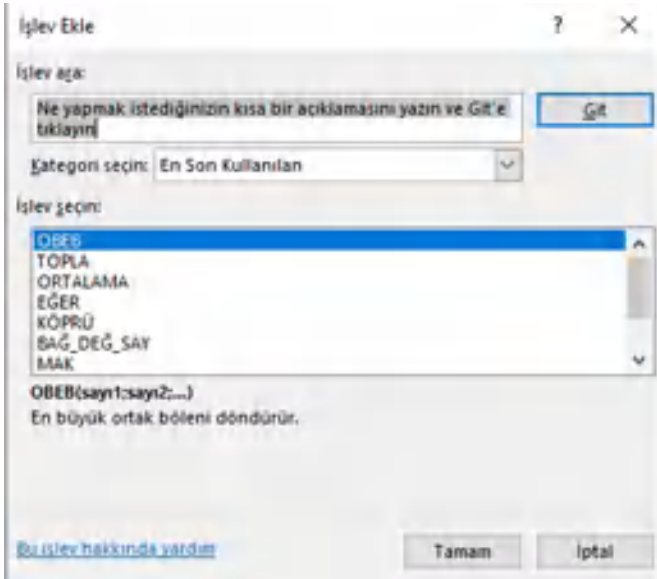 İşlev Ekle
? ×
İşlev ara:
Ne yapmak istediğinizin kısa bir açıklamasını yazın ve Git'e
tıklayın
Git
Kategori seçin: En Son Kullanılan
İşlev seçin:
OBEB
TOPLA
ORTALAMA
EĞER
KÖPRÜ
BAĞ_DEĞ_SAY
MAK
OBEB(sayı1;sayı2;...)
En büyük ortak böleni döndürür.
Bu işlev hakkında yardım
Tamam
İptal